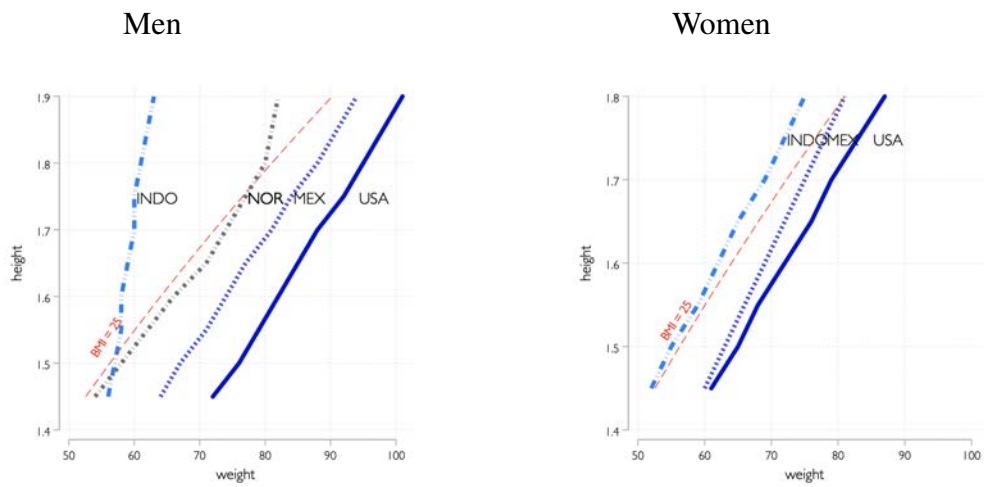 Men
Women
1.9
1.8
1.7
1.6
1.5
1.4
height
INDO
NOR
MEX
USA
BMI = 25
50
60
70
80
90
100
weight
1.8
1.7
1.6
1.5
1.4
height
INDO
MEX
USA
BMI = 25
50
60
70
80
90
100
weight